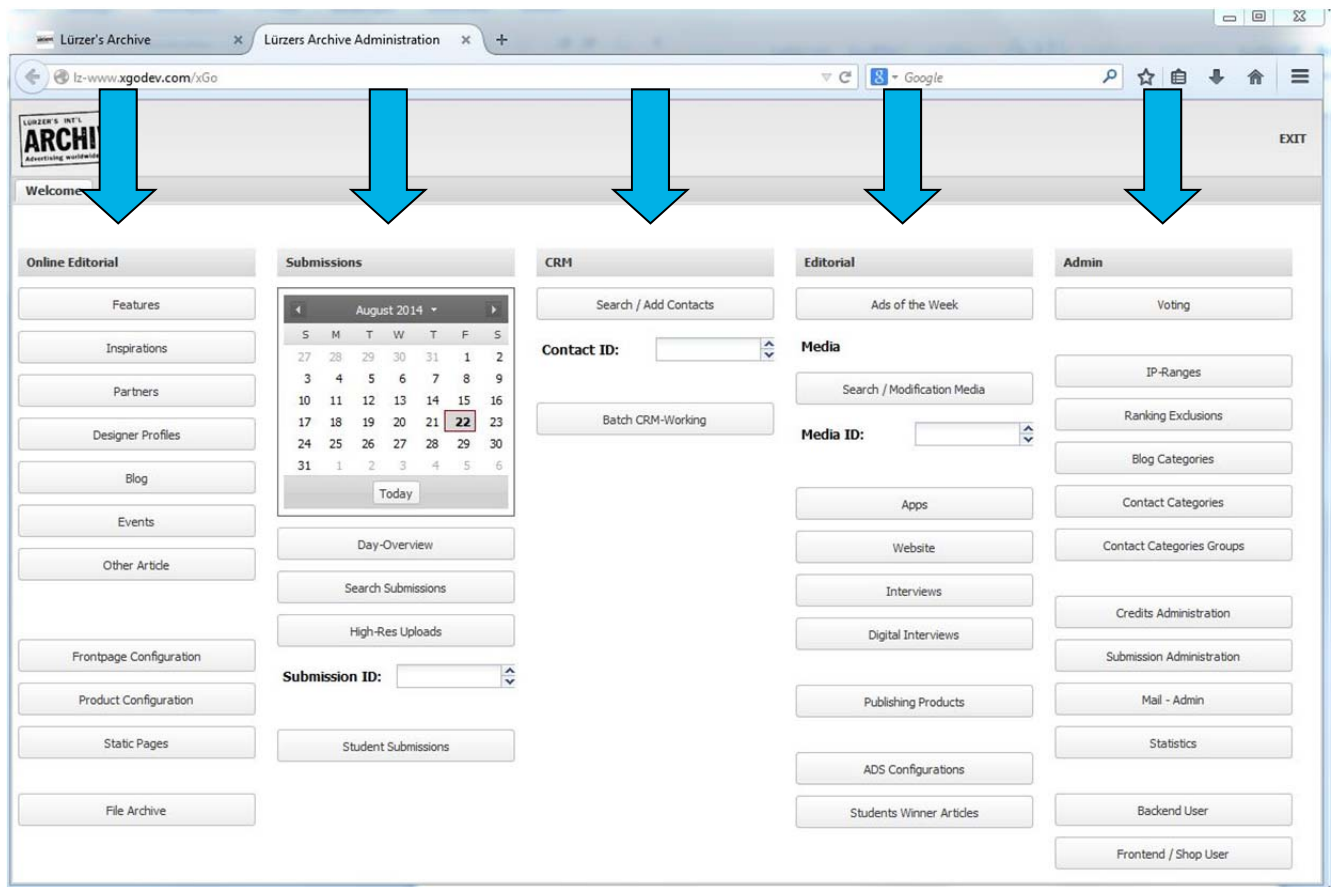 Lürzer's Archive
Lürzers Archive Administration
lz-www.xgodev.com/xGo
Google
LÜRZER'S INT'L
ARCHI
Advertising worldwide
EXIT
Welcome
Online Editorial
Features
Inspirations
Partners
Designer Profiles
Blog
Events
Other Article
Frontpage Configuration
Product Configuration
Static Pages
File Archive
Submissions
August 2014
S M T W T F S
27 28 29 30 31 1 2
3 4 5 6 7 8 9
10 11 12 13 14 15 16
17 18 19 20 21 22 23
24 25 26 27 28 29 30
31 1 2 3 4 5 6
Today
Day-Overview
Search Submissions
High-Res Uploads
Submission ID:
Student Submissions
CRM
Search / Add Contacts
Contact ID:
Batch CRM-Working
Editorial
Ads of the Week
Media
Search / Modification Media
Media ID:
Apps
Website
Interviews
Digital Interviews
Publishing Products
ADS Configurations
Students Winner Articles
Admin
Voting
IP-Ranges
Ranking Exclusions
Blog Categories
Contact Categories
Contact Categories Groups
Credits Administration
Submission Administration
Mail - Admin
Statistics
Backend User
Frontend / Shop User